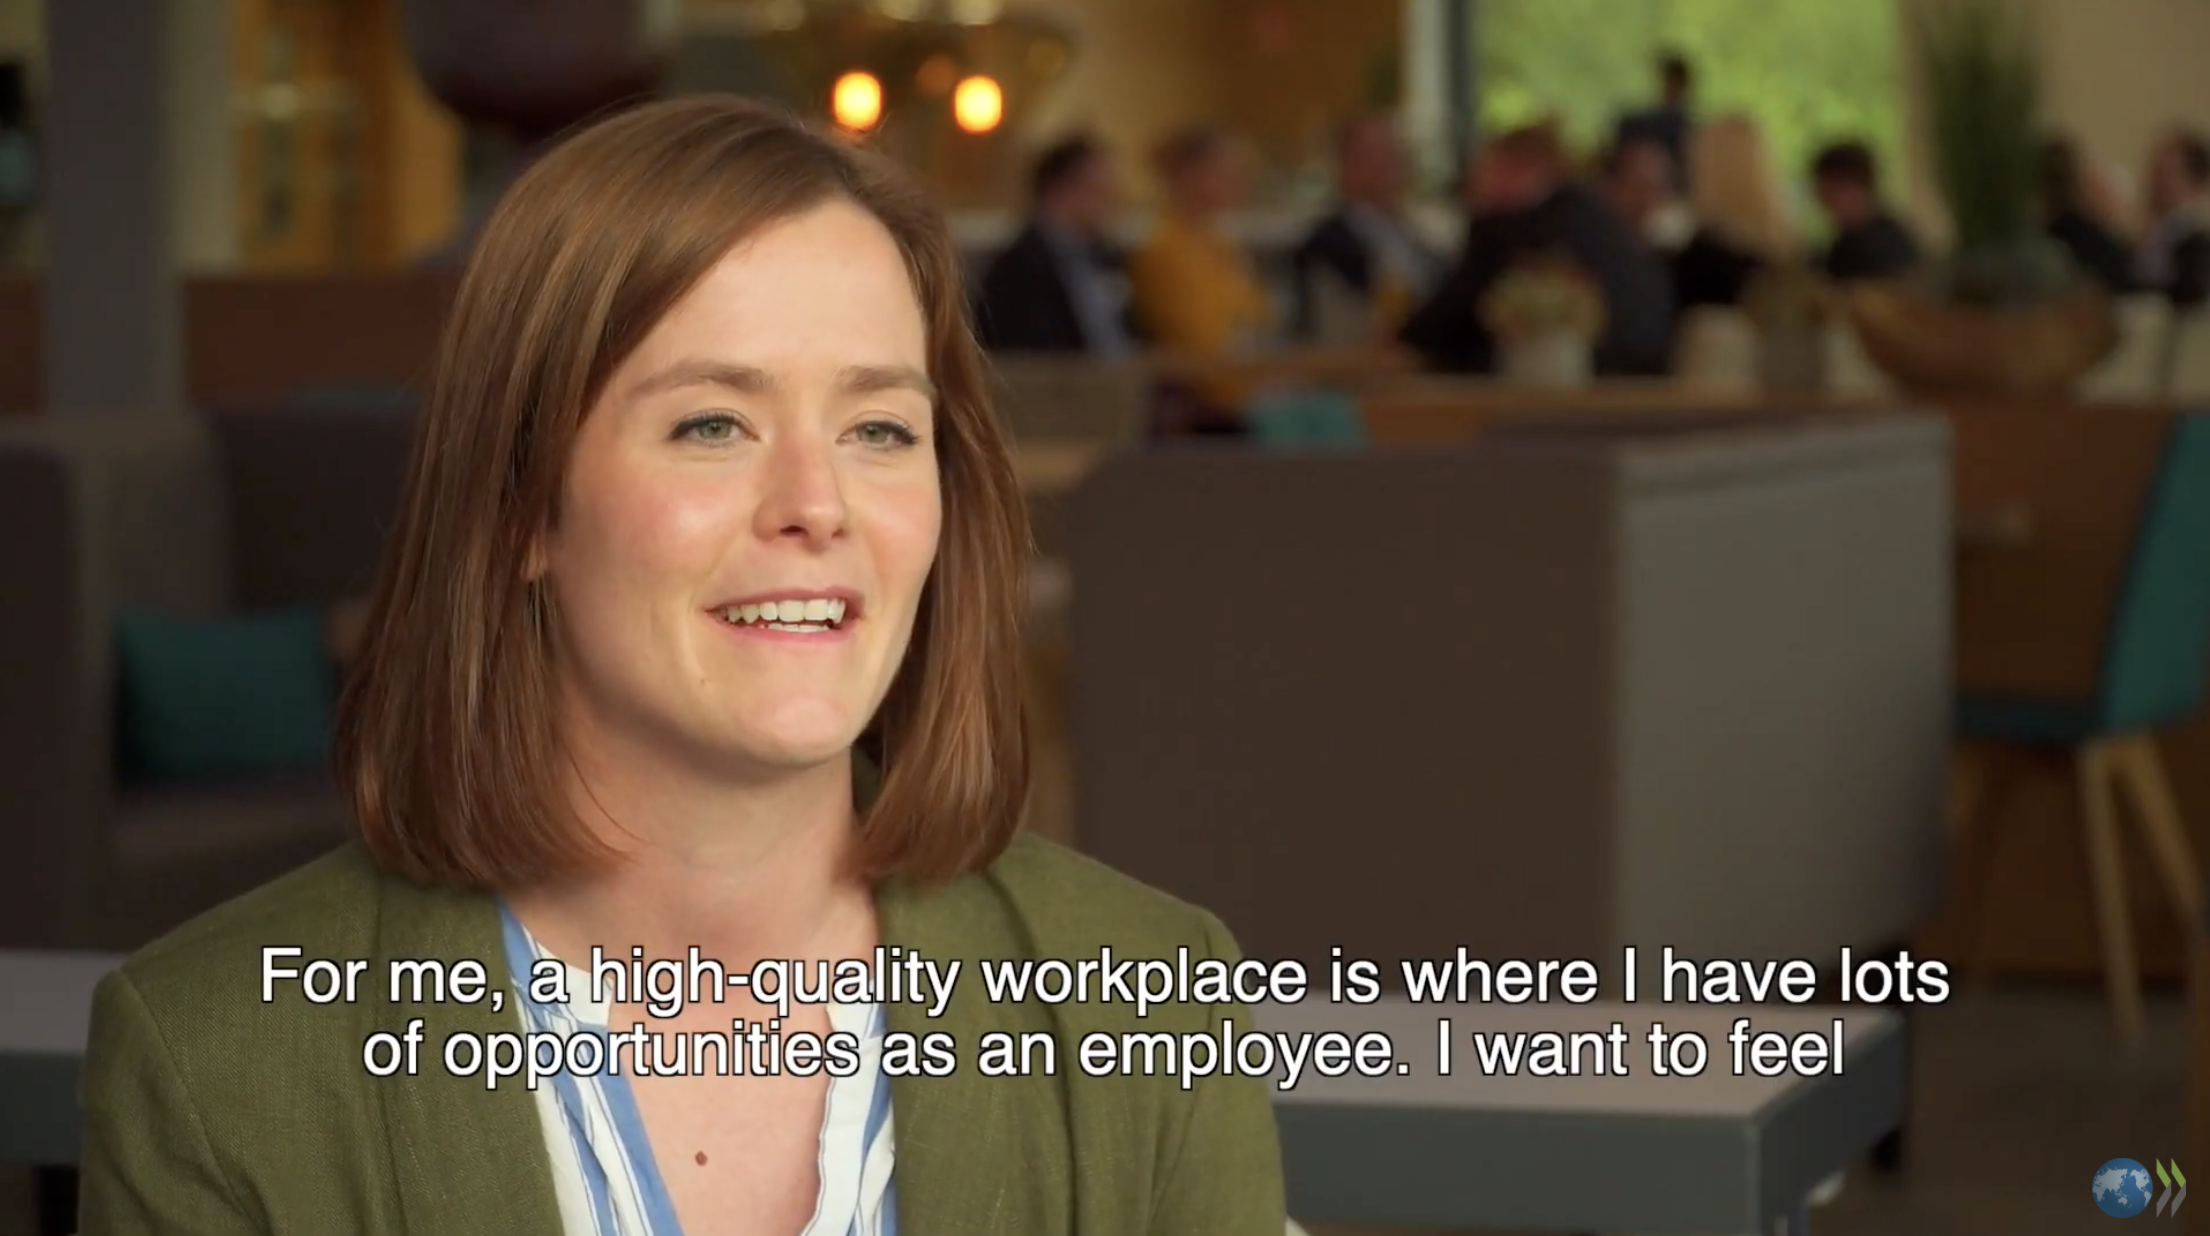 For me, a high-quality workplace is where I have lots
of opportunities as an employee. I want to feel